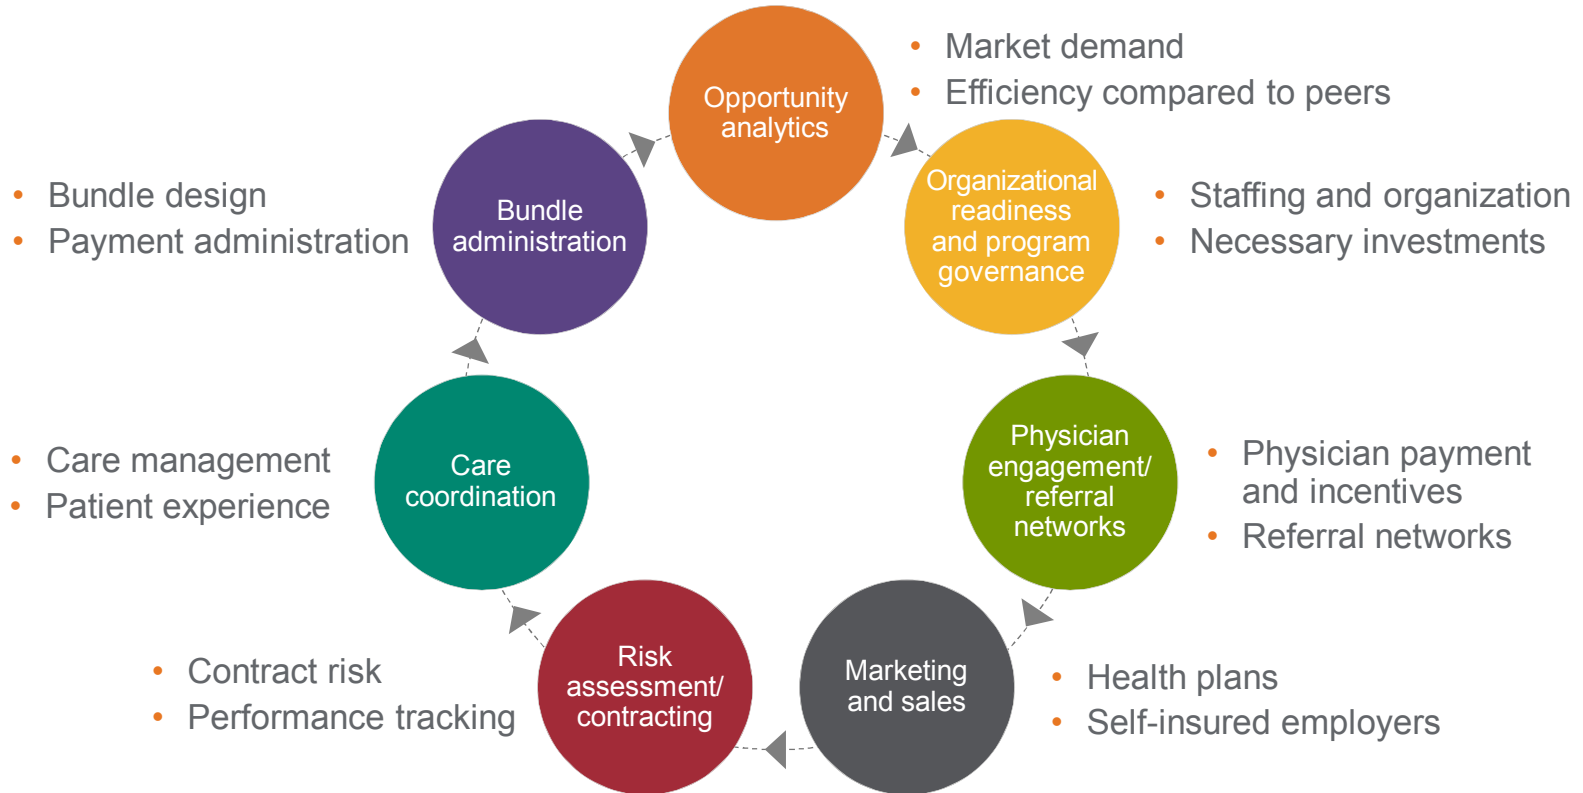 Opportunity
analytics
• Market demand
• Efficiency compared to peers
Organizational
readiness
and program
governance
• Staffing and organization
• Necessary investments
Physician
engagement/
referral
networks
• Physician payment
and incentives
• Referral networks
Marketing
and sales
• Health plans
• Self-insured employers
Risk
assessment/
contracting
• Contract risk
• Performance tracking
Care
coordination
• Care management
• Patient experience
Bundle
administration
• Bundle design
• Payment administration